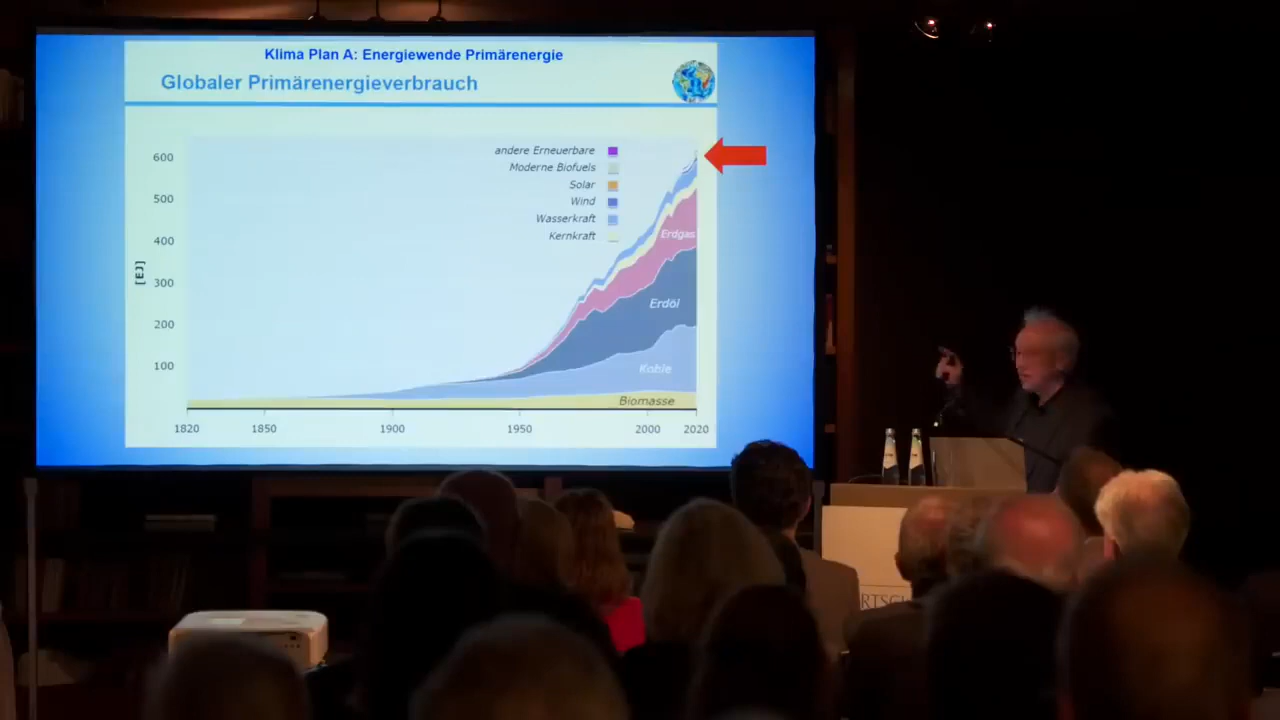 Klima Plan A: Energiewende Primärenergie
Globaler Primärenergieverbrauch
andere Erneuerbare
Moderne Biofuels
Solar
Wind
Wasserkraft
Kernkraft
600
500
400
300
200
100
[EJ]
Erdgas
Erdöl
Kohle
Biomasse
1820
1850
1900
1950
2000
2020
RTSCH